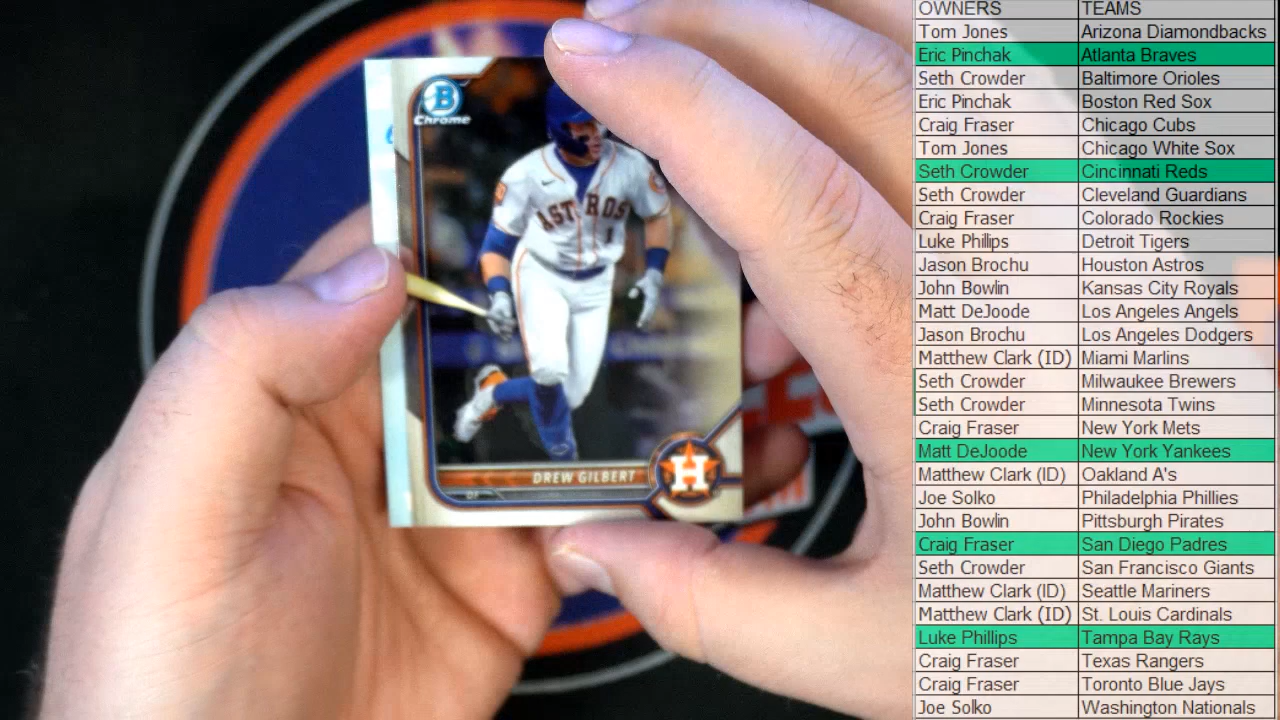 B
Chrome
ASTROS
1
DREW GILBERT
OF
H
OWNERS TEAMS
Tom Jones Arizona Diamondbacks
Eric Pinchak Atlanta Braves
Seth Crowder Baltimore Orioles
Eric Pinchak Boston Red Sox
Craig Fraser Chicago Cubs
Tom Jones Chicago White Sox
Seth Crowder Cincinnati Reds
Seth Crowder Cleveland Guardians
Craig Fraser Colorado Rockies
Luke Phillips Detroit Tigers
Jason Brochu Houston Astros
John Bowlin Kansas City Royals
Matt DeJoode Los Angeles Angels
Jason Brochu Los Angeles Dodgers
Matthew Clark (ID) Miami Marlins
Seth Crowder Milwaukee Brewers
Seth Crowder Minnesota Twins
Craig Fraser New York Mets
Matt DeJoode New York Yankees
Matthew Clark (ID) Oakland A's
Joe Solko Philadelphia Phillies
John Bowlin Pittsburgh Pirates
Craig Fraser San Diego Padres
Seth Crowder San Francisco Giants
Matthew Clark (ID) Seattle Mariners
Matthew Clark (ID) St. Louis Cardinals
Luke Phillips Tampa Bay Rays
Craig Fraser Texas Rangers
Craig Fraser Toronto Blue Jays
Joe Solko Washington Nationals